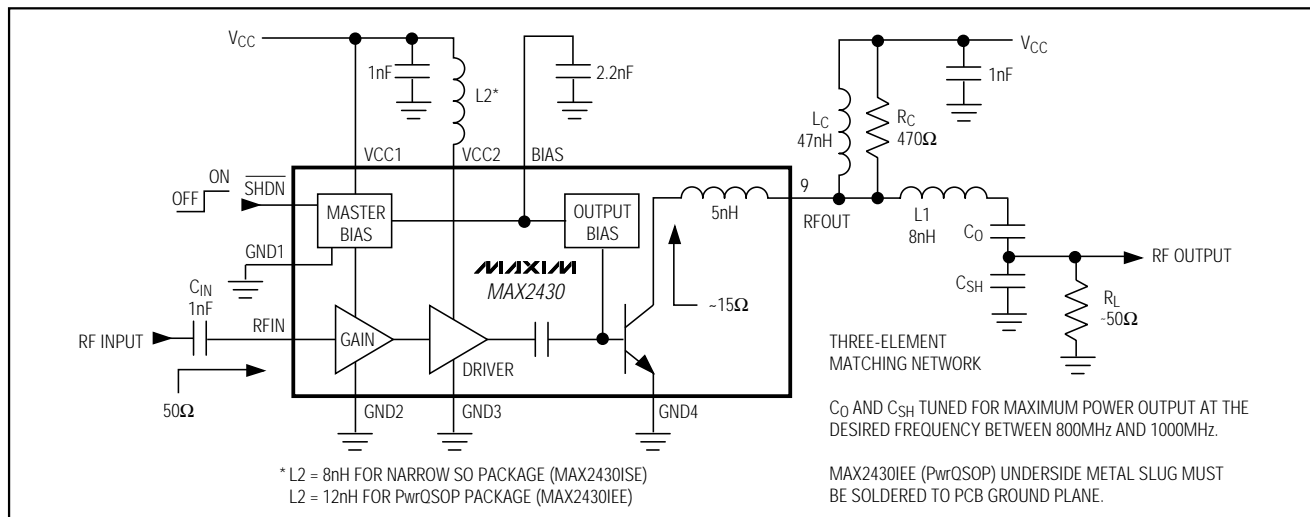 VCC
1nF
L2*
2.2nF
VCC
1nF
LC
47nH
RC
470Ω
VCC1
VCC2
BIAS
ON
OFF
SHDN
MASTER
BIAS
OUTPUT
BIAS
5nH
9
RFOUT
L1
8nH
CO
CSH
RF OUTPUT
RL
-50Ω
GND1
MAXIM
MAX2430
~15Ω
CIN
1nF
RF INPUT
RFIN
GAIN
DRIVER
50Ω
GND2
GND3
GND4
THREE-ELEMENT
MATCHING NETWORK
CO AND CSH TUNED FOR MAXIMUM POWER OUTPUT AT THE
DESIRED FREQUENCY BETWEEN 800MHz AND 1000MHz.
MAX2430IEE (PwrQSOP) UNDERSIDE METAL SLUG MUST
BE SOLDERED TO PCB GROUND PLANE.
* L2 = 8nH FOR NARROW SO PACKAGE (MAX2430ISE)
L2 = 12nH FOR PwrQSOP PACKAGE (MAX2430IEE)